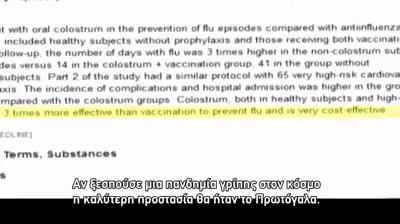 t with oral colostrum in the prevention of flu episodes compared with antiinfluenza
included healthy subjects without prophylaxis and those receiving both vaccination
llow-up, the number of days with flu was 3 times higher in the non-colostrum sub
des versus 14 in the colostrum + vaccination group, 41 in the group without
subjects Part 2 of the study had a similar protocol with 65 very high-risk cardiova
axis. The incidence of complications and hospital admission was higher in the gro
mpared with the colostrum groups. Colostrum, both in healthy subjects and high-
3 times more effective than vaccination to prevent flu and is very cost-effective
EDLINE]
Terms, Substances
s
Αν ξεσπούσε μια πανδημία γρίπης στον κόσμο
η καλύτερη προστασία θα ήταν το Πρωτόγαλα.